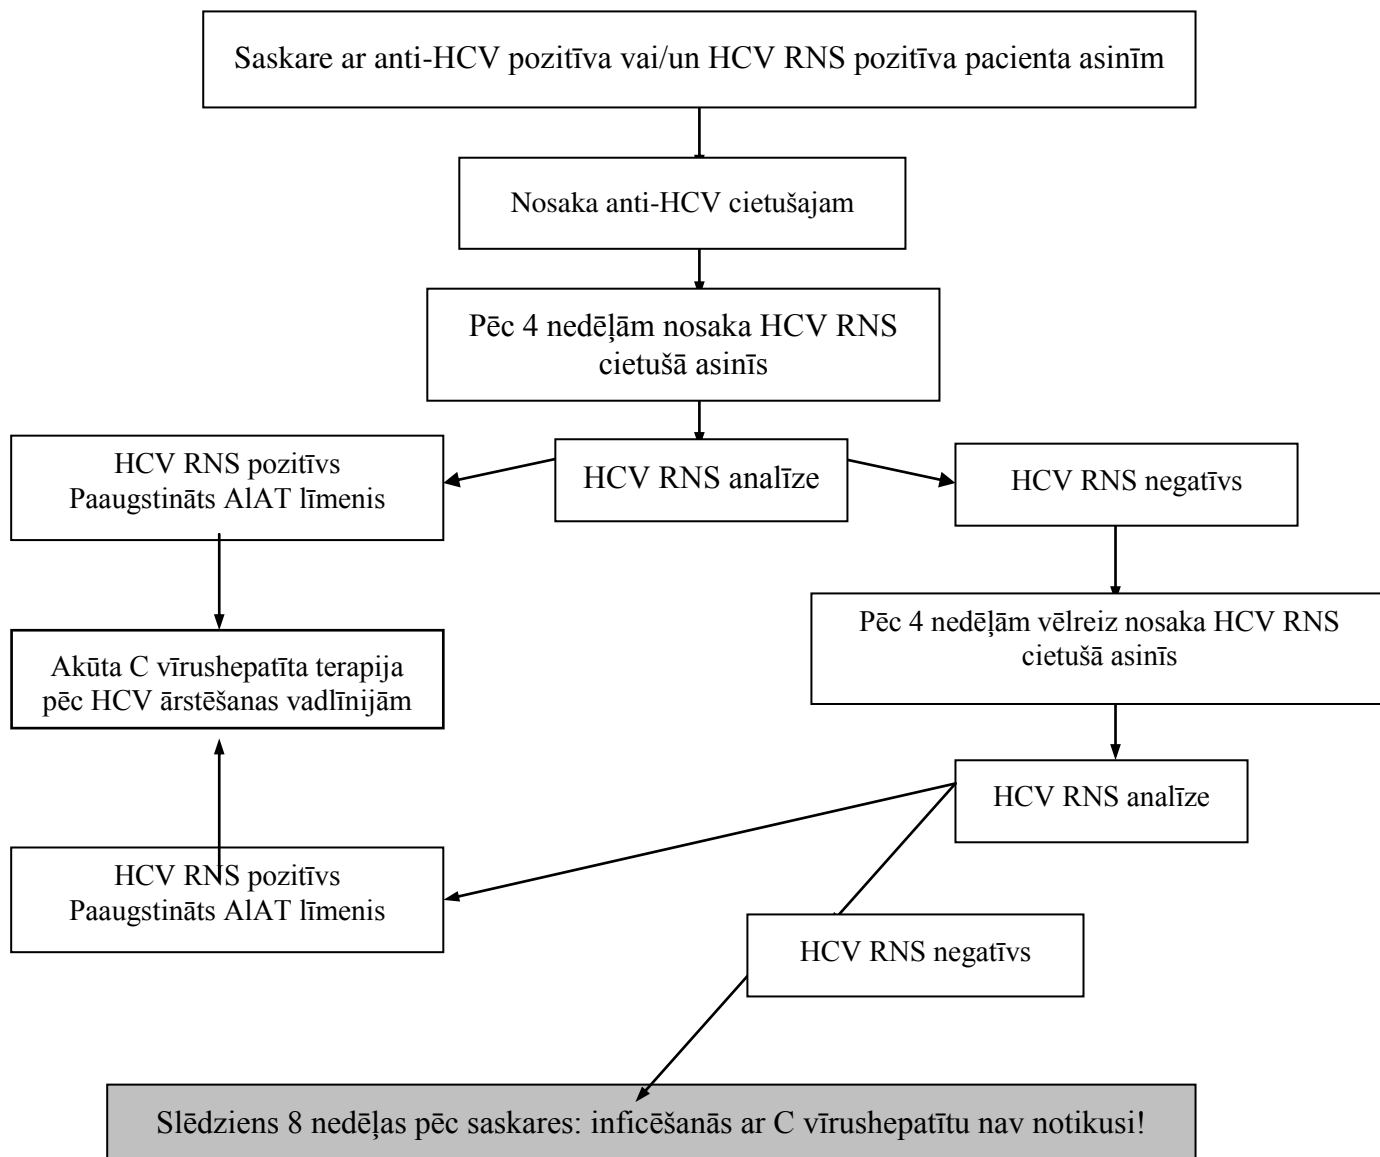 Saskare ar anti-HCV pozitīva vai/un HCV RNS pozitīva pacienta asinīm
Nosaka anti-HCV cietušajam
Pēc 4 nedēļām nosaka HCV RNS
cietušā asinīs
HCV RNS analīze
HCV RNS pozitīvs
Paaugstināts AlAT līmenis
HCV RNS negatīvs
Akūta C vīrushepatīta terapija
pēc HCV ārstēšanas vadlīnijām
Pēc 4 nedēļām vēlreiz nosaka HCV RNS
cietušā asinīs
HCV RNS analīze
HCV RNS pozitīvs
Paaugstināts AlAT līmenis
HCV RNS negatīvs
Slēdziens 8 nedēļas pēc saskares: inficēšanās ar C vīrushepatītu nav notikusi!